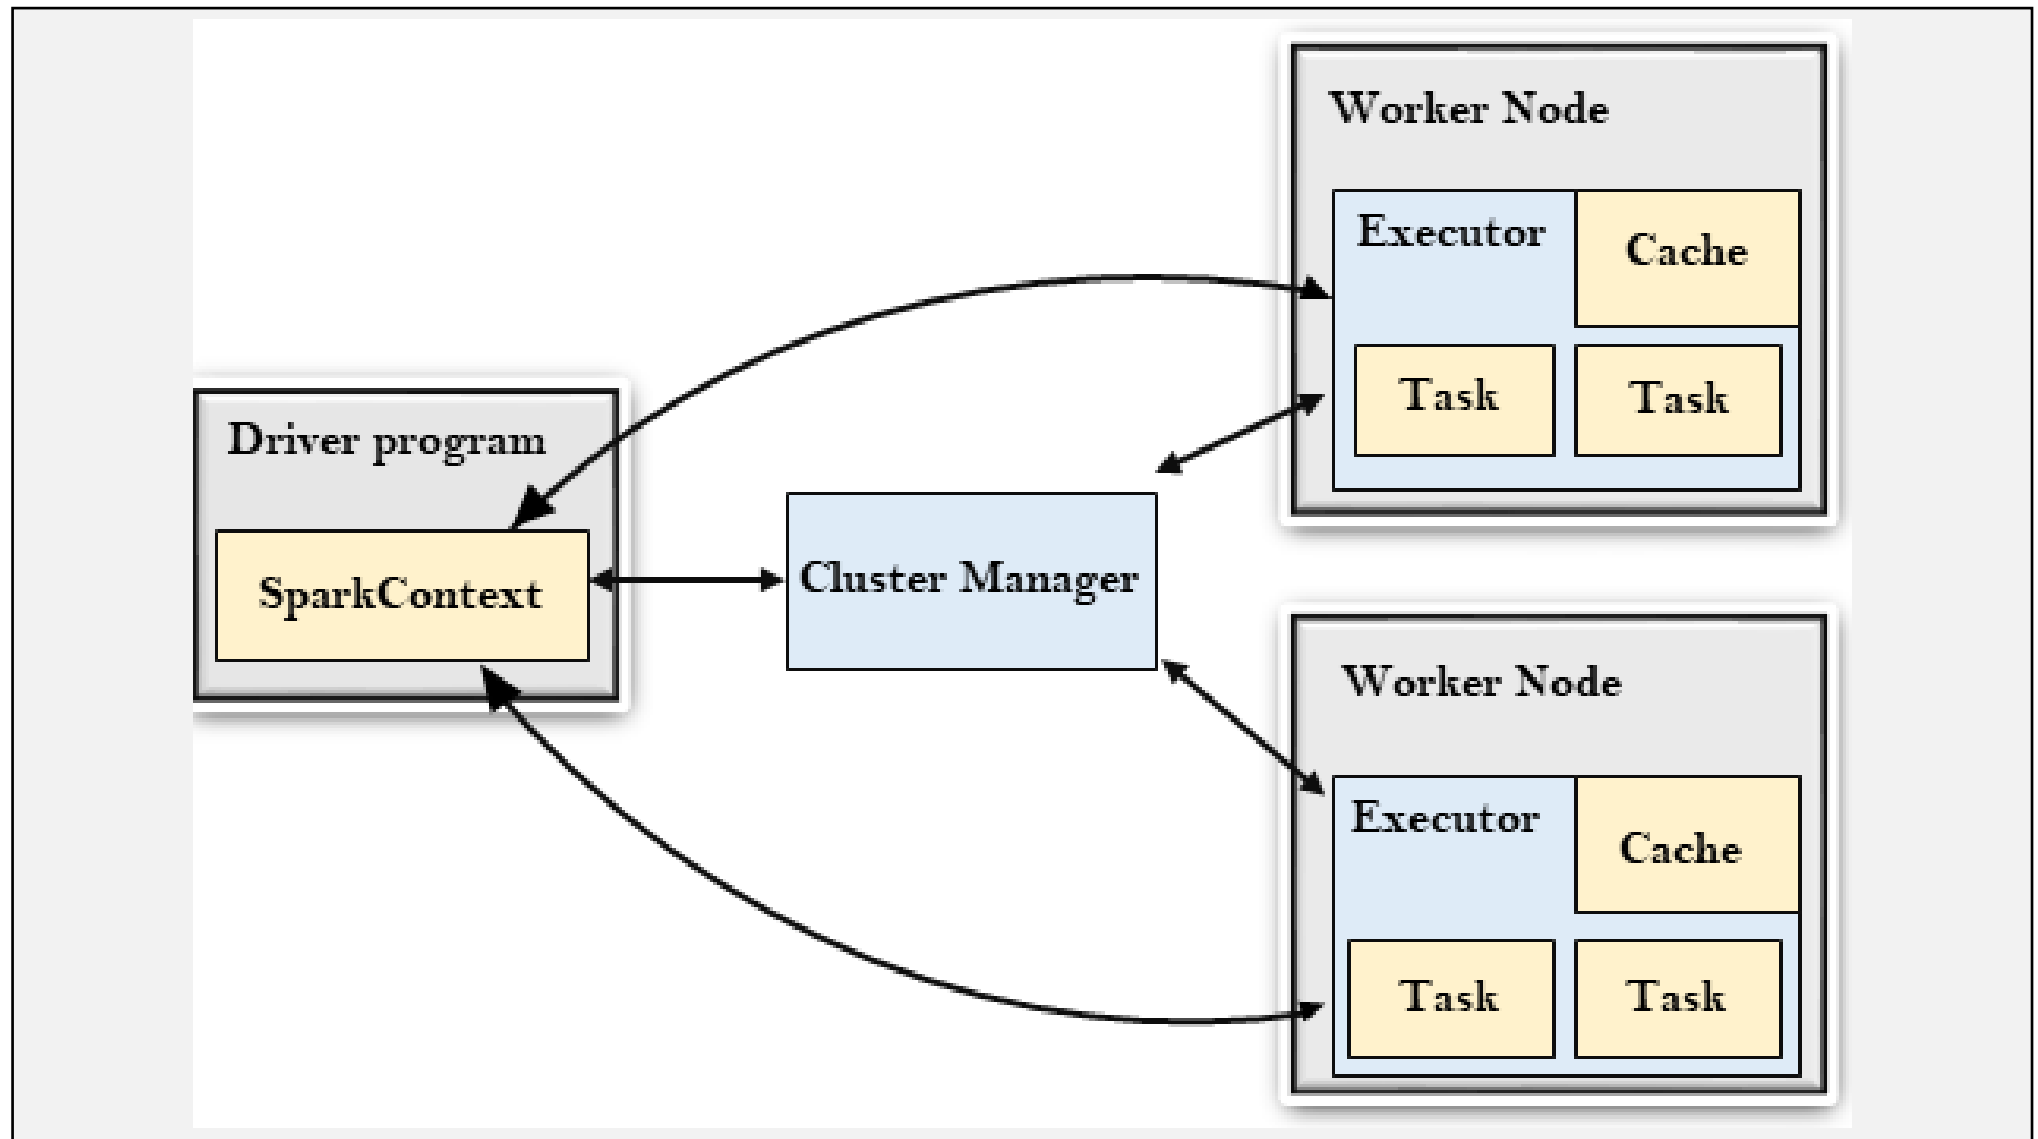 Driver program
SparkContext
Cluster Manager
Worker Node
Executor
Cache
Task
Task
Worker Node
Executor
Cache
Task
Task